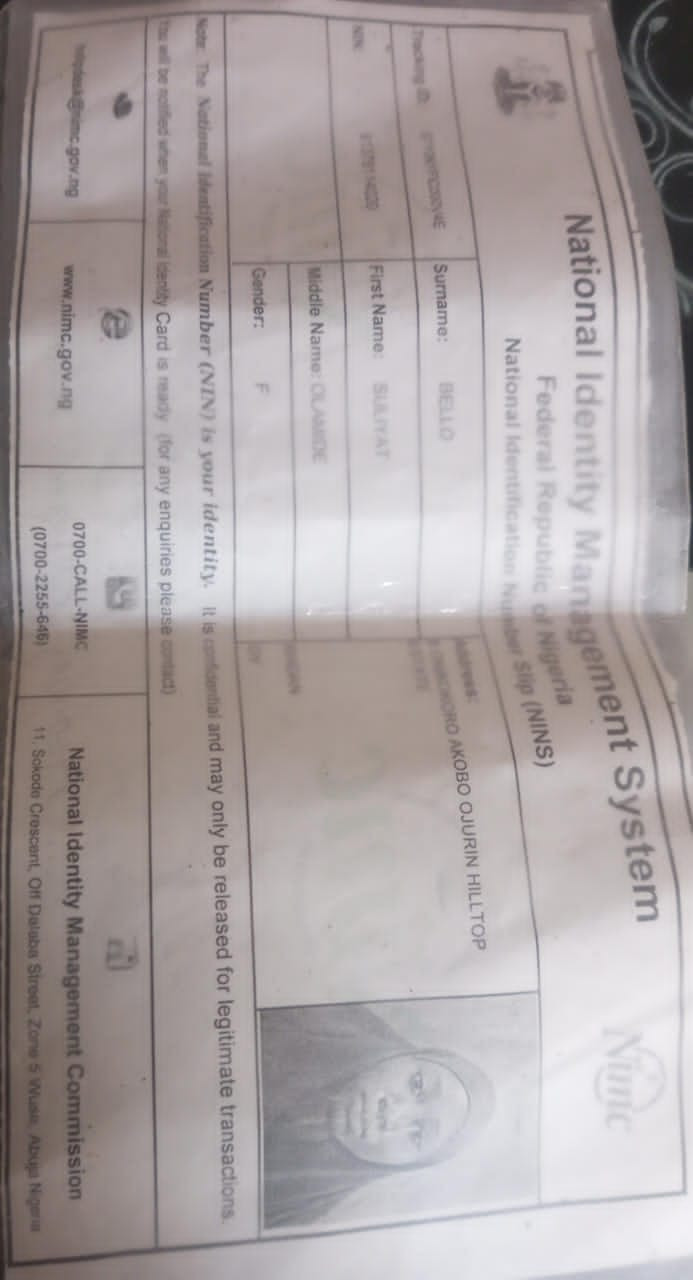 National Identity Management System
Federal Republic of Nigeria
National Identification Number Slip (NINS)
Tracking ID:
Surname: BELLO
Address:
AKOBO OJURIN HILLTOP
NIN:
First Name: SULIYAT
Middle Name: OLAMIDE
Gender: F
Note: The National Identification Number (NIN) is your identity. It is confidential and may only be released for legitimate transactions.
You will be notified when your National Identity Card is ready (for any enquiries please contact)
helpdesk@nimc.gov.ng
www.nimc.gov.ng
0700-CALL-NIMC
(0700-2255-646)
National Identity Management Commission
11, Sokode Crescent, Off Dalaba Street, Zone 5 Wuse, Abuja Nigeria
Nimc